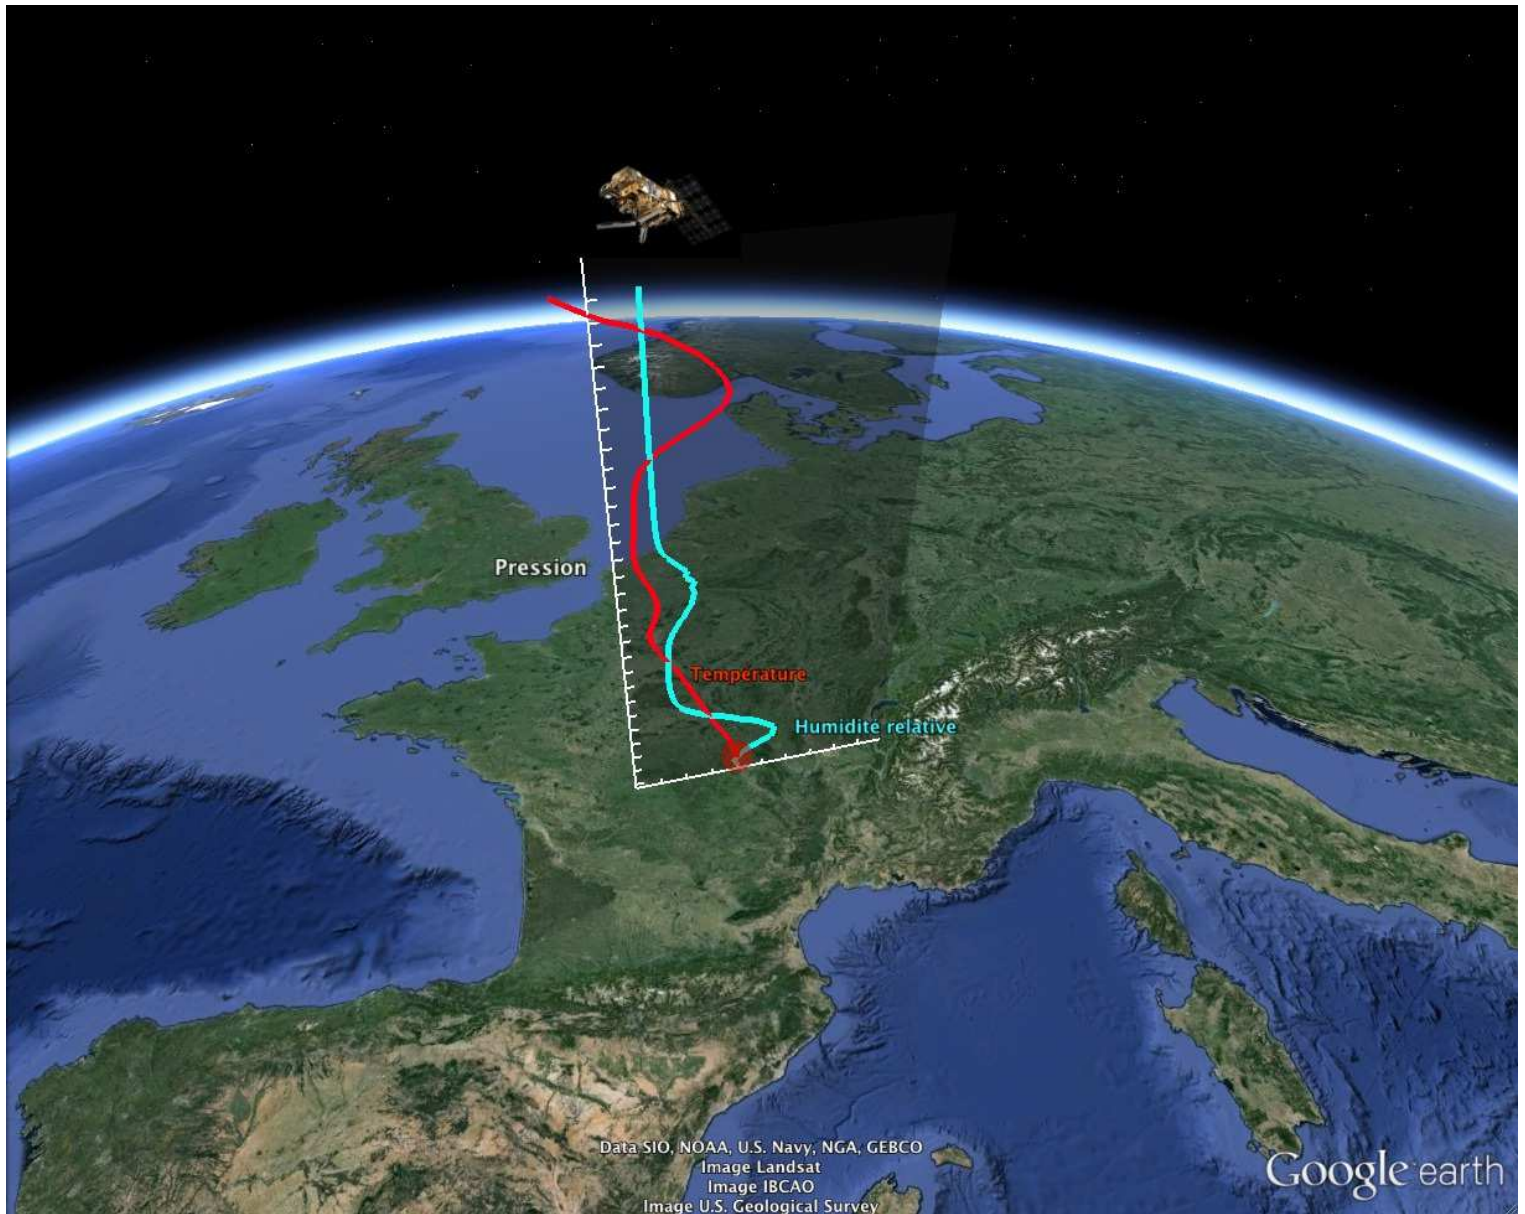 Pression
Température
Humidité relative
Data SIO, NOAA, U.S. Navy, NGA, GEBCO
Image Landsat
Image IBCAO
Image U.S. Geological Survey
Google earth